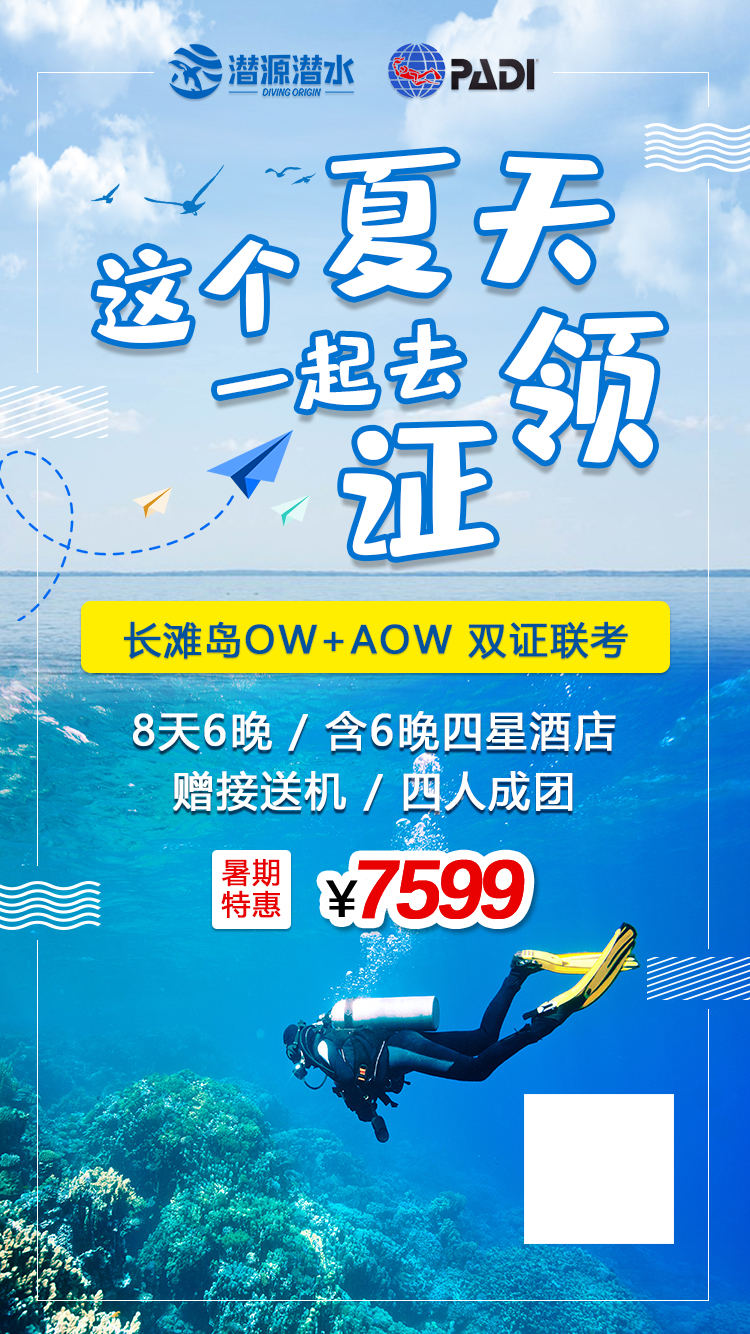 潜源潜水
DIVING ORIGIN
PADI
这个夏天
一起去领
证
长滩岛OW+AOW 双证联考
8天6晚 / 含6晚四星酒店
赠接送机 / 四人成团
暑期
特惠
¥7599